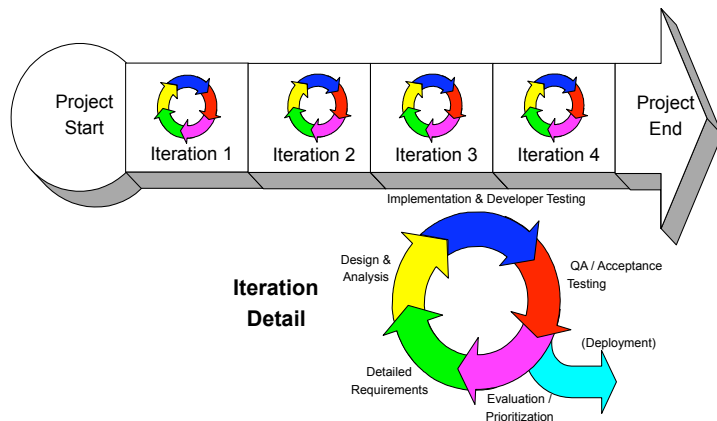 Project
Start
Iteration 1
Iteration 2
Iteration 3
Iteration 4
Project
End
Implementation & Developer Testing
Design &
Analysis
QA / Acceptance
Testing
Iteration
Detail
(Deployment)
Detailed
Requirements
Evaluation /
Prioritization